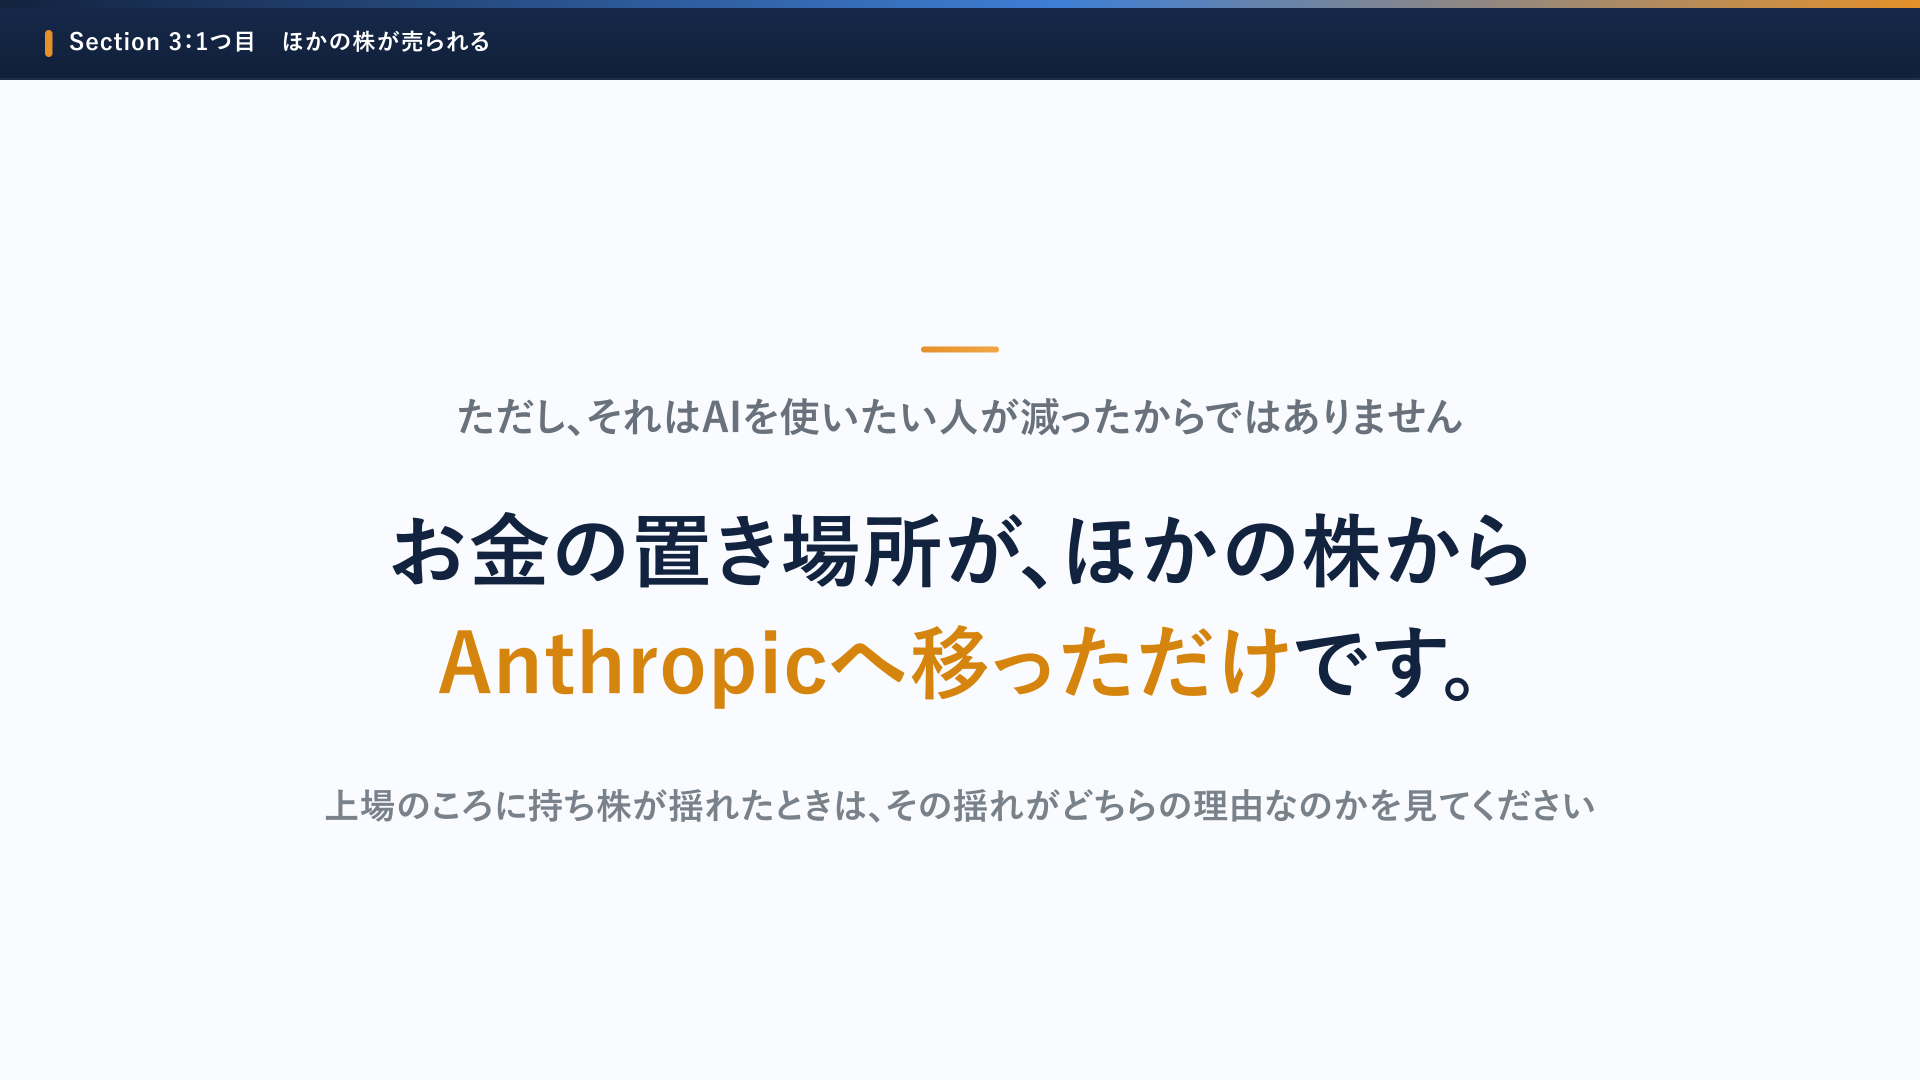 Section 3：1つ目　ほかの株が売られる
ただし、それはAIを使いたい人が減ったからではありません
お金の置き場所が、ほかの株から
Anthropicへ移っただけです。
上場のころに持ち株が揺れたときは、その揺れがどちらの理由なのかを見てください